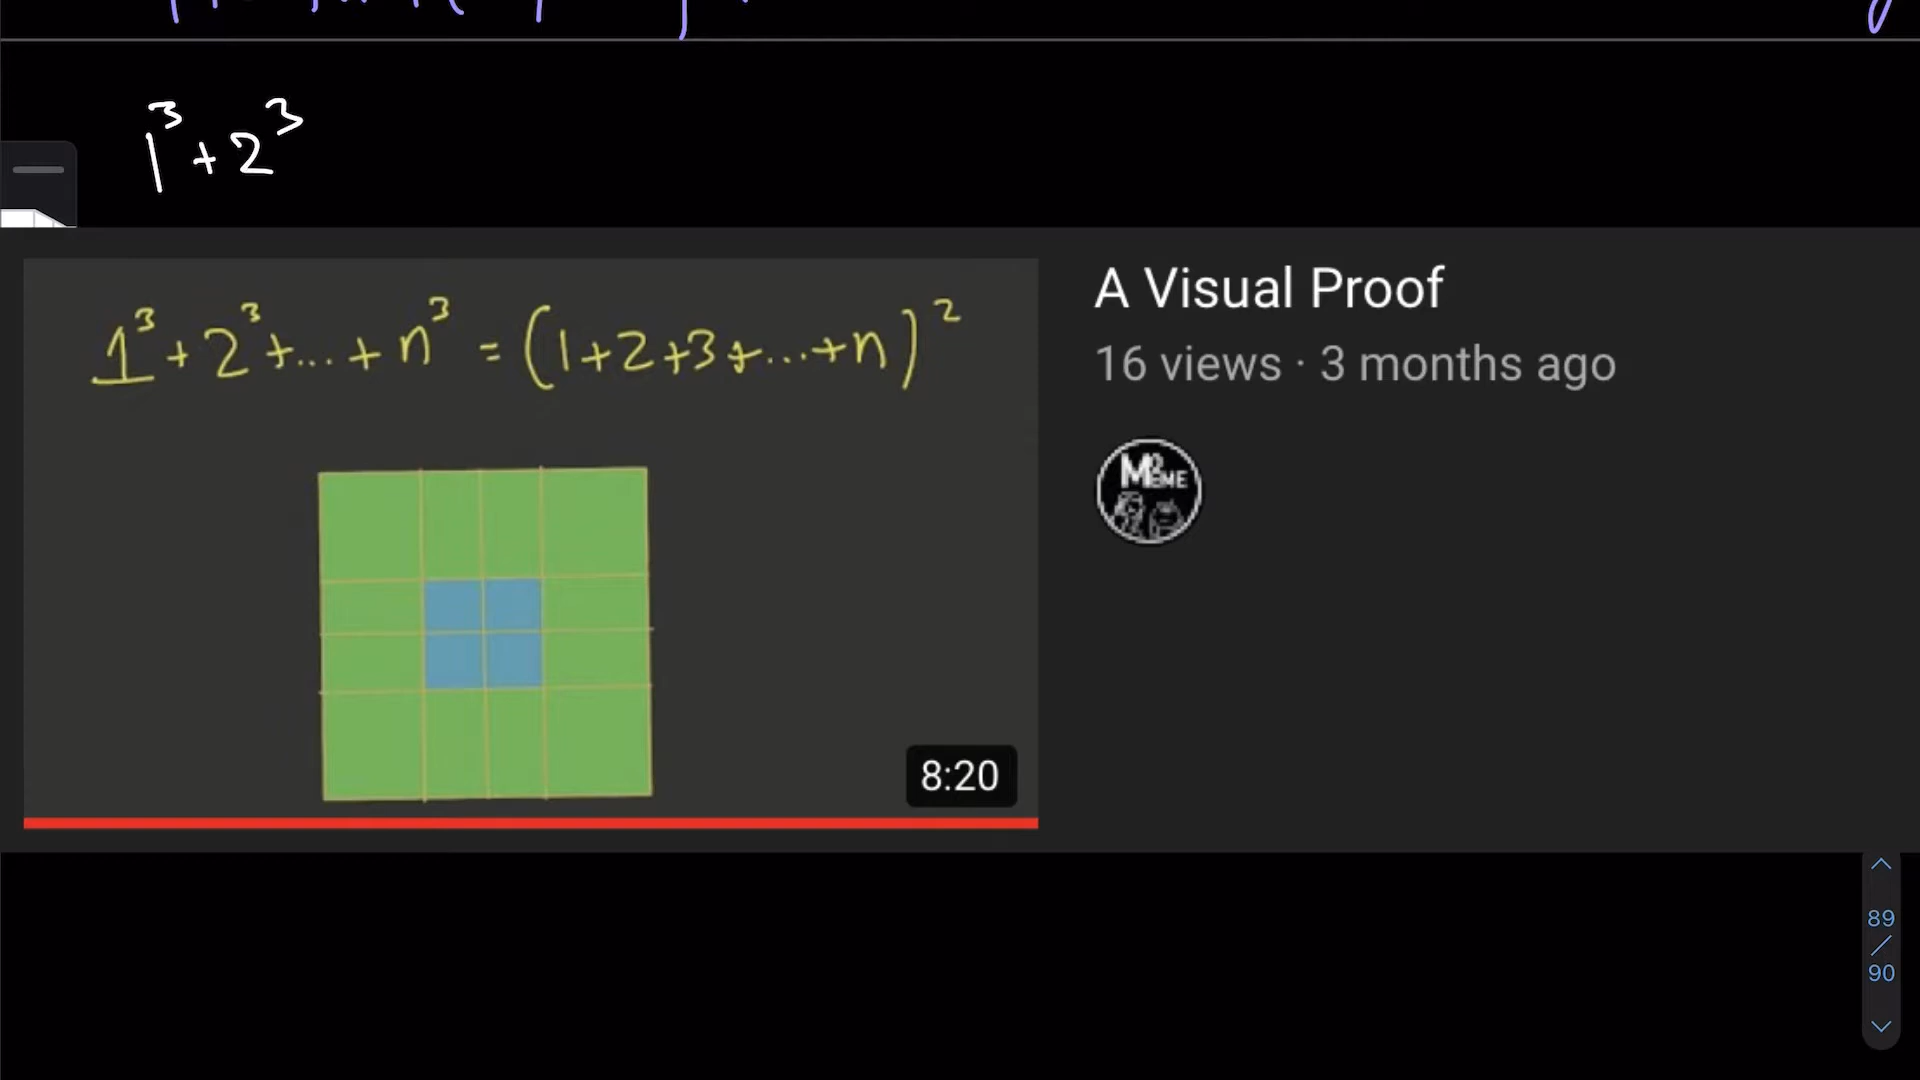 1³+2³
1³+2³+...+n³ = (1+2+3+...+n)²
8:20
A Visual Proof
16 views · 3 months ago
M&EME
89
/
90